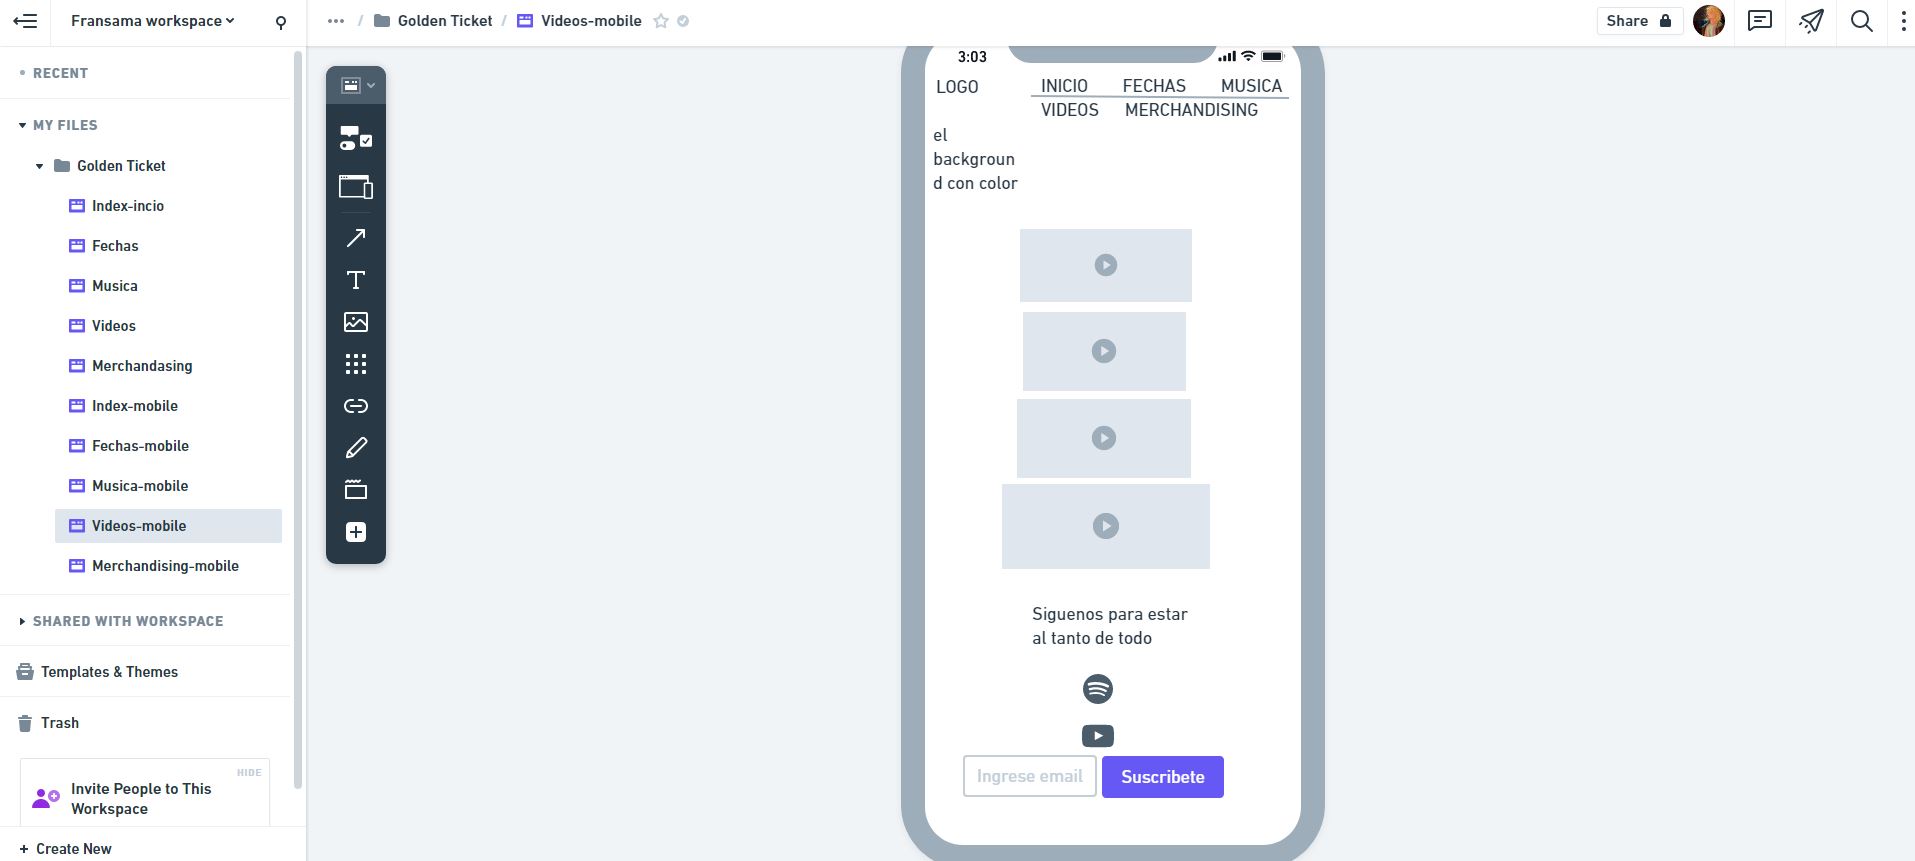 Fransama workspace
••• / Golden Ticket / Videos-mobile
Share
RECENT
MY FILES
Golden Ticket
Index-incio
Fechas
Musica
Videos
Merchandasing
Index-mobile
Fechas-mobile
Musica-mobile
Videos-mobile
Merchandising-mobile
SHARED WITH WORKSPACE
Templates & Themes
Trash
HIDE
Invite People to This
Workspace
+ Create New
3:03
LOGO
INICIO FECHAS MUSICA
VIDEOS MERCHANDISING
el
backgroun
d con color
Siguenos para estar
al tanto de todo
Ingrese email
Suscribete